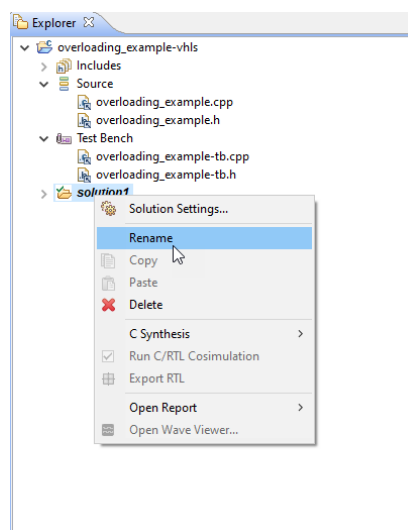 Explorer
overloading_example-vhls
Includes
Source
overloading_example.cpp
overloading_example.h
Test Bench
overloading_example-tb.cpp
overloading_example-tb.h
solution1
Solution Settings...
Rename
Copy
Paste
Delete
C Synthesis
Run C/RTL Cosimulation
Export RTL
Open Report
Open Wave Viewer...